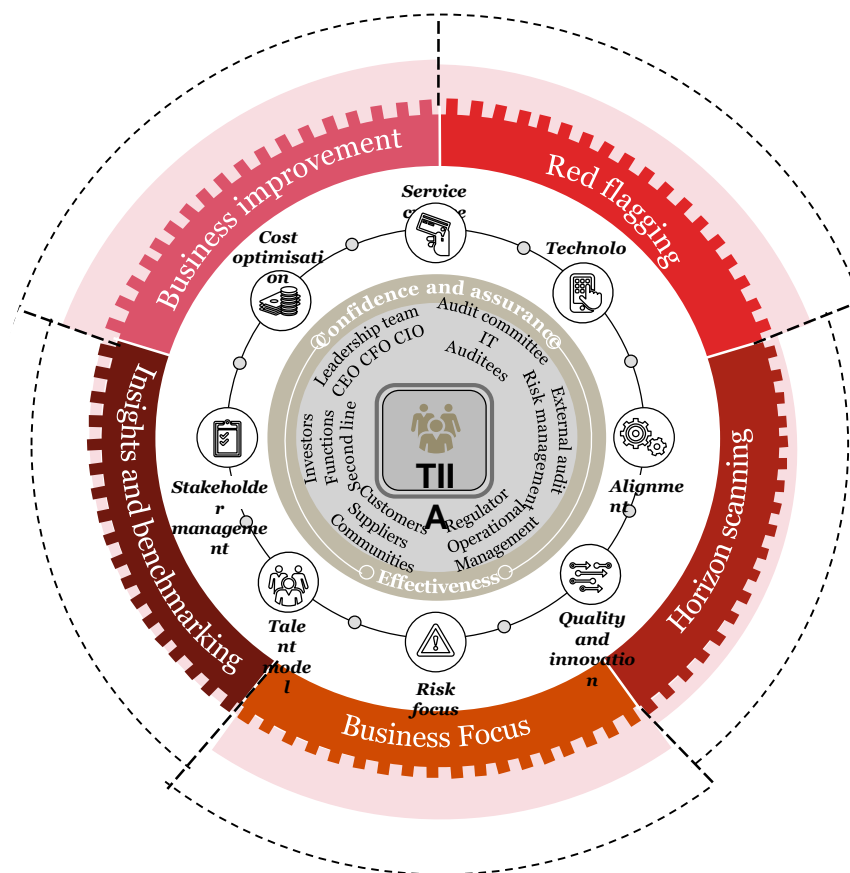 Business improvement
Red flagging
Horizon scanning
Business Focus
Insights and benchmarking
Service
Technolo
Alignme
nt
Quality
and
innovatio
n
Risk
focus
Tale
nt
mode
l
Stakeholde
r
manageme
nt
Cost
optimisati
on
Confidence and assurance
Effectiveness
Leadership team
CEO CFO CIO
Audit committee
IT
Auditees
External audit
Risk management
Regulator
Operational
Management
Customers
Suppliers
Communities
Investors
Functions
Second line
TII
A